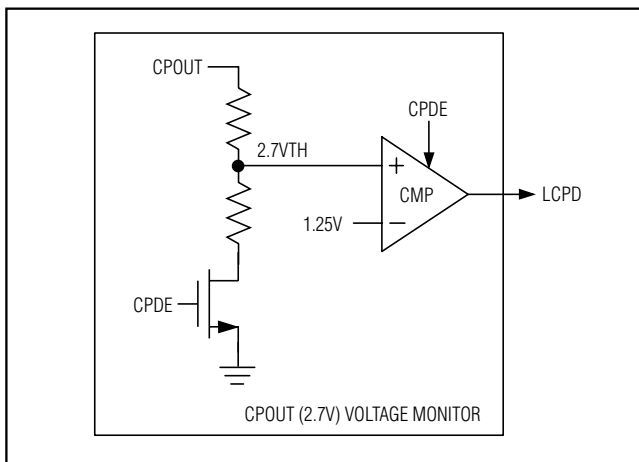 CPOUT
CPDE
2.7VTH
+
CMP
LCPD
1.25V
−
CPDE
CPOUT (2.7V) VOLTAGE MONITOR